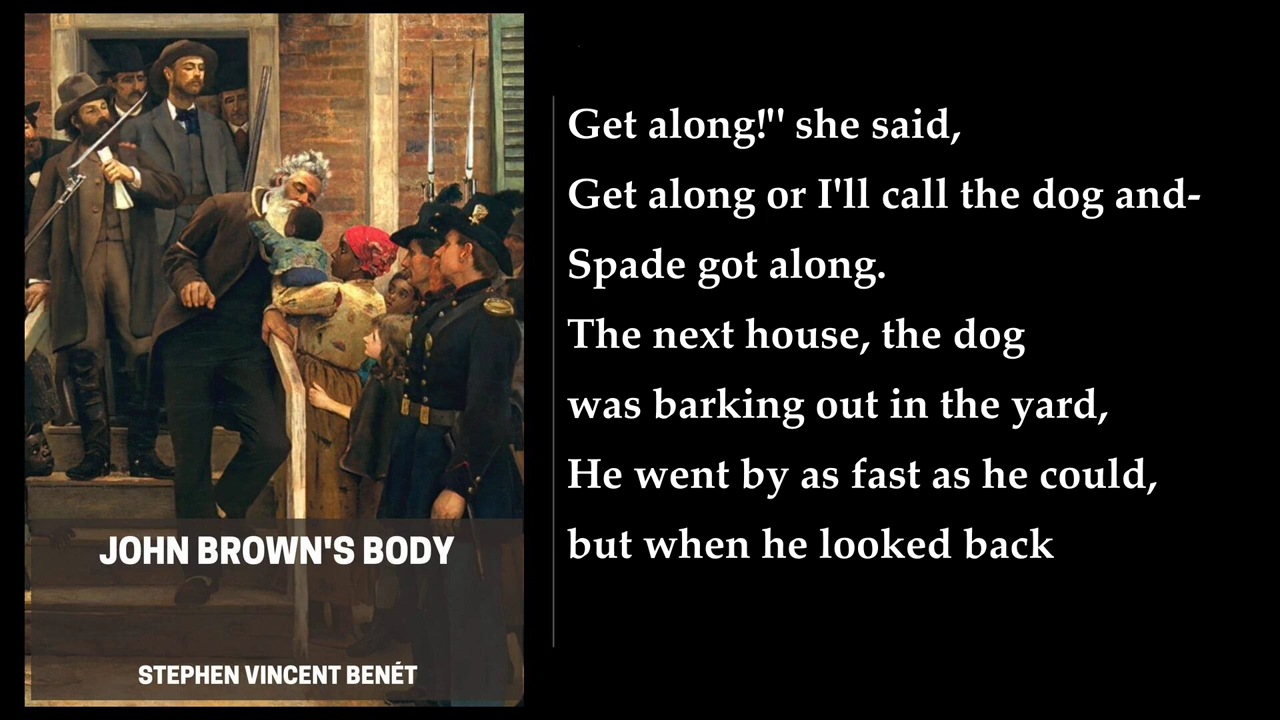 JOHN BROWN'S BODY
STEPHEN VINCENT BENÉT
Get along!" she said,
Get along or I'll call the dog and-
Spade got along.
The next house, the dog
was barking out in the yard,
He went by as fast as he could,
but when he looked back